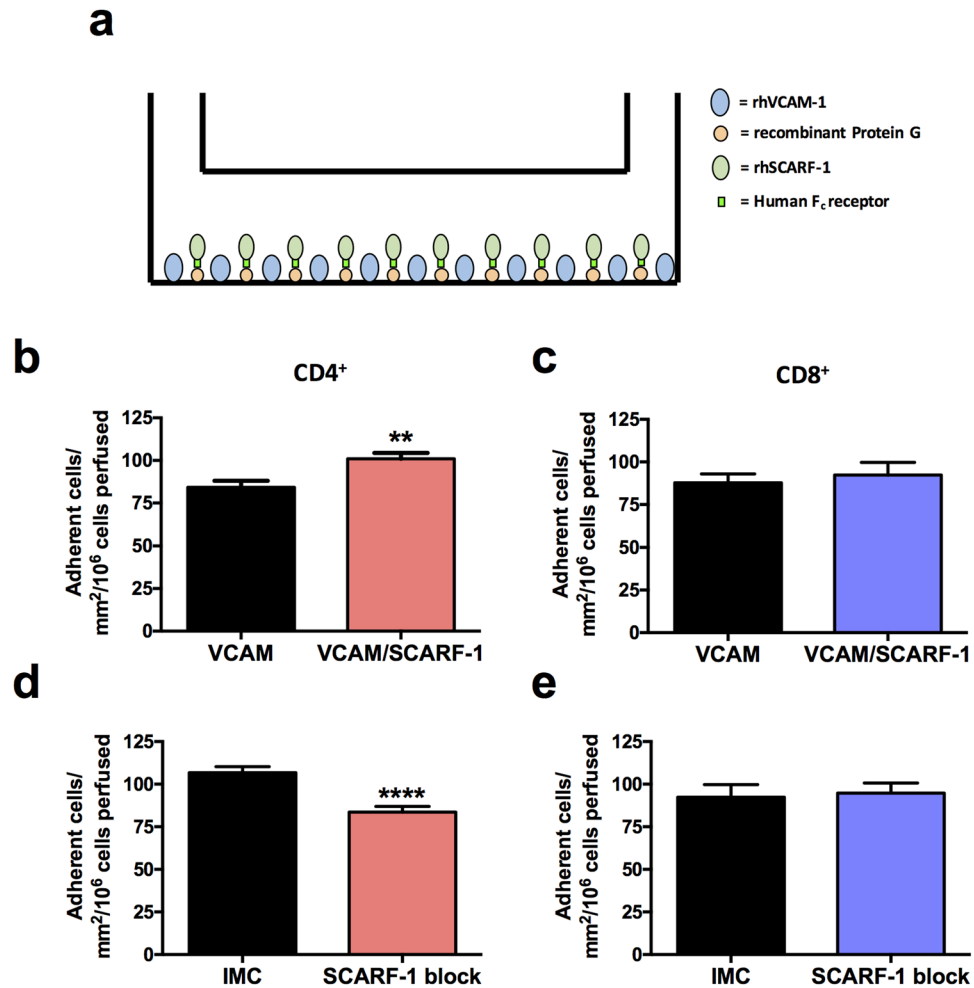 a
= rhVCAM-1
= recombinant Protein G
= rhSCARF-1
= Human Fc receptor
b
CD4+
Adherent cells/
mm2/106 cells perfused
125
100
75
50
25
0
**
VCAM
VCAM/SCARF-1
c
CD8+
Adherent cells/
mm2/106 cells perfused
125
100
75
50
25
0
VCAM
VCAM/SCARF-1
d
Adherent cells/
mm2/106 cells perfused
125
100
75
50
25
0
****
IMC
SCARF-1 block
e
Adherent cells/
mm2/106 cells perfused
125
100
75
50
25
0
IMC
SCARF-1 block